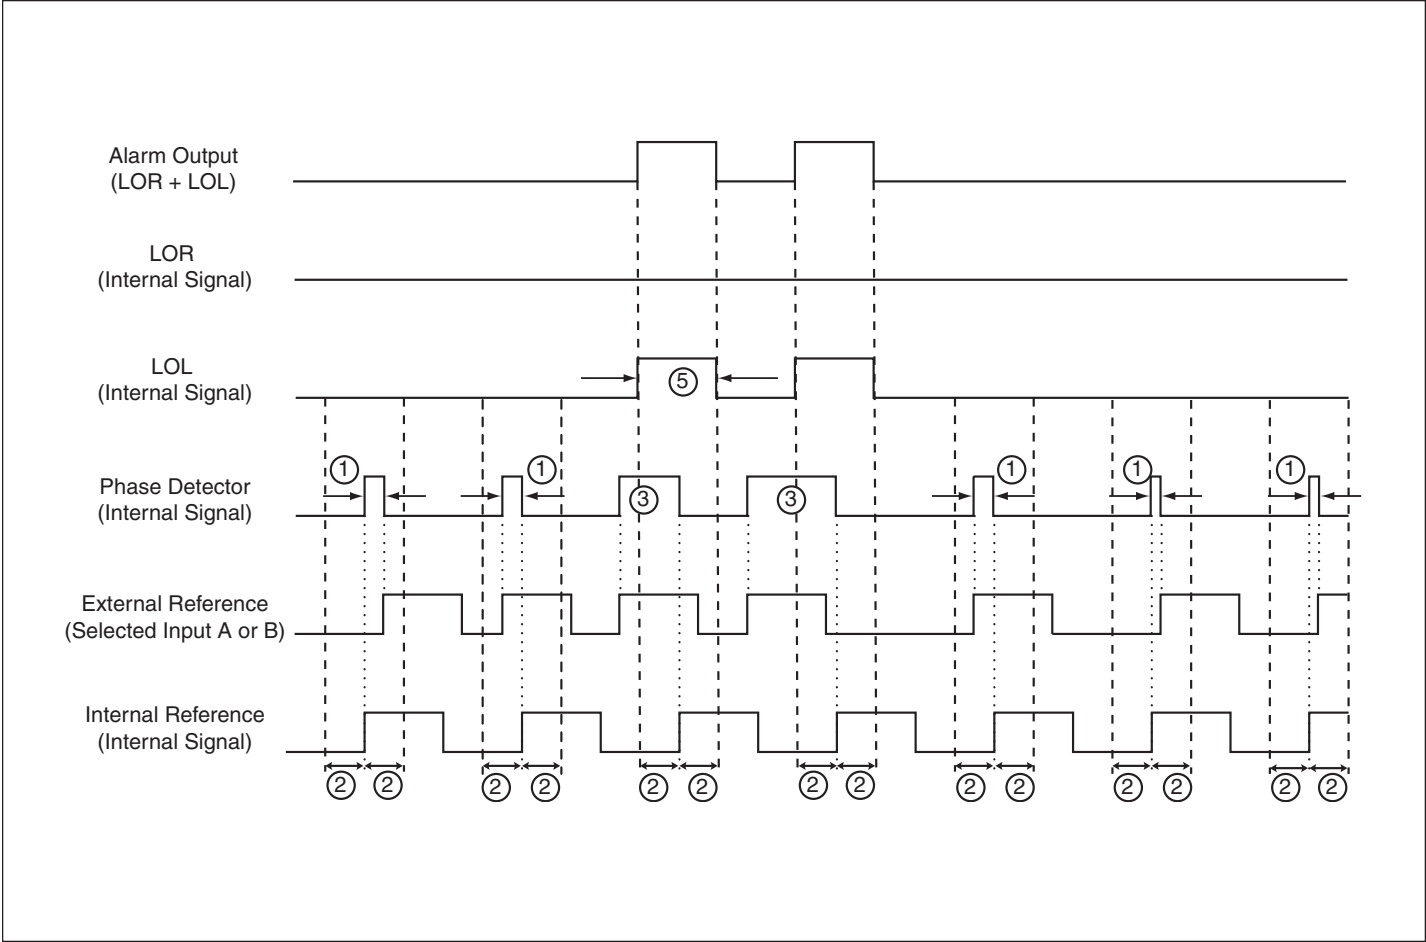 Alarm Output
(LOR + LOL)
LOR
(Internal Signal)
LOL
(Internal Signal)
5
Phase Detector
(Internal Signal)
1 1 3 3 1 1 1
External Reference
(Selected Input A or B)
Internal Reference
(Internal Signal)
2 2 2 2 2 2 2 2 2 2 2 2 2 2